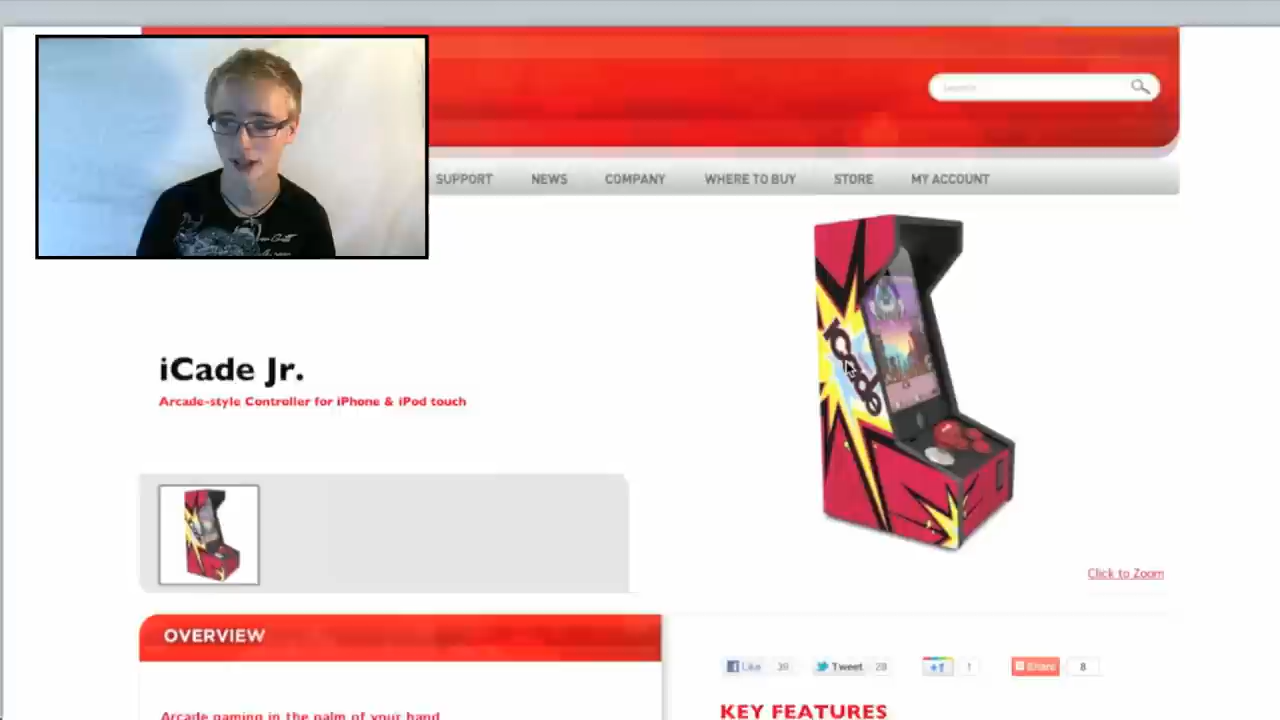 SUPPORT NEWS COMPANY WHERE TO BUY STORE MY ACCOUNT
iCade
iCade Jr.
Arcade-style Controller for iPhone & iPod touch
Click to Zoom
OVERVIEW
Like 39 Tweet 29 +1 1 Share 8
Arcade gaming in the palm of your hand
KEY FEATURES